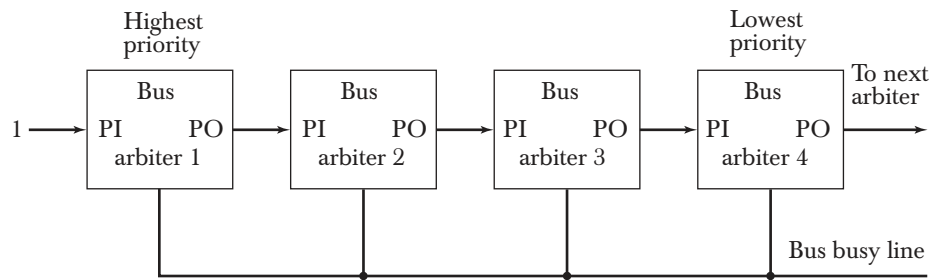 Highest
priority
Lowest
priority
To next
arbiter
1
Bus
PI PO
arbiter 1
Bus
PI PO
arbiter 2
Bus
PI PO
arbiter 3
Bus
PI PO
arbiter 4
Bus busy line